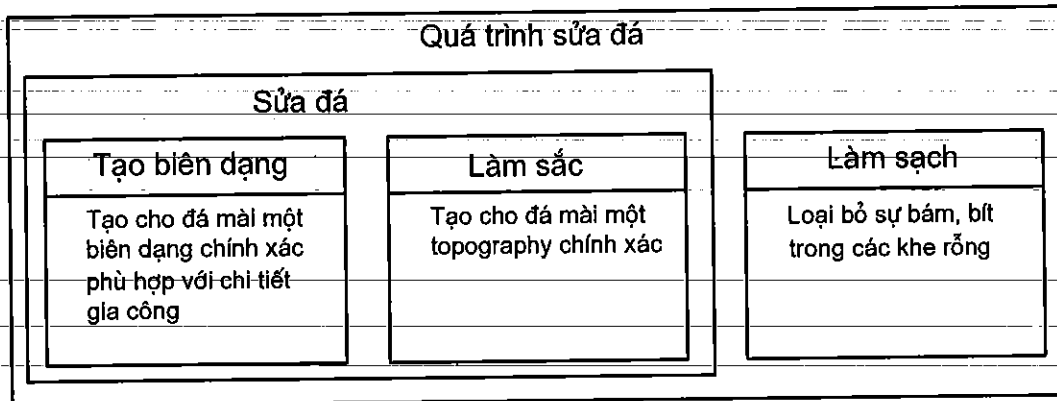 Quá trình sửa đá
Sửa đá
Tạo biên dạng
Tạo cho đá mài một
biên dạng chính xác
phù hợp với chi tiết
gia công
Làm sắc
Tạo cho đá mài một
topography chính xác
Làm sạch
Loại bỏ sự bám, bít
trong các khe rỗng